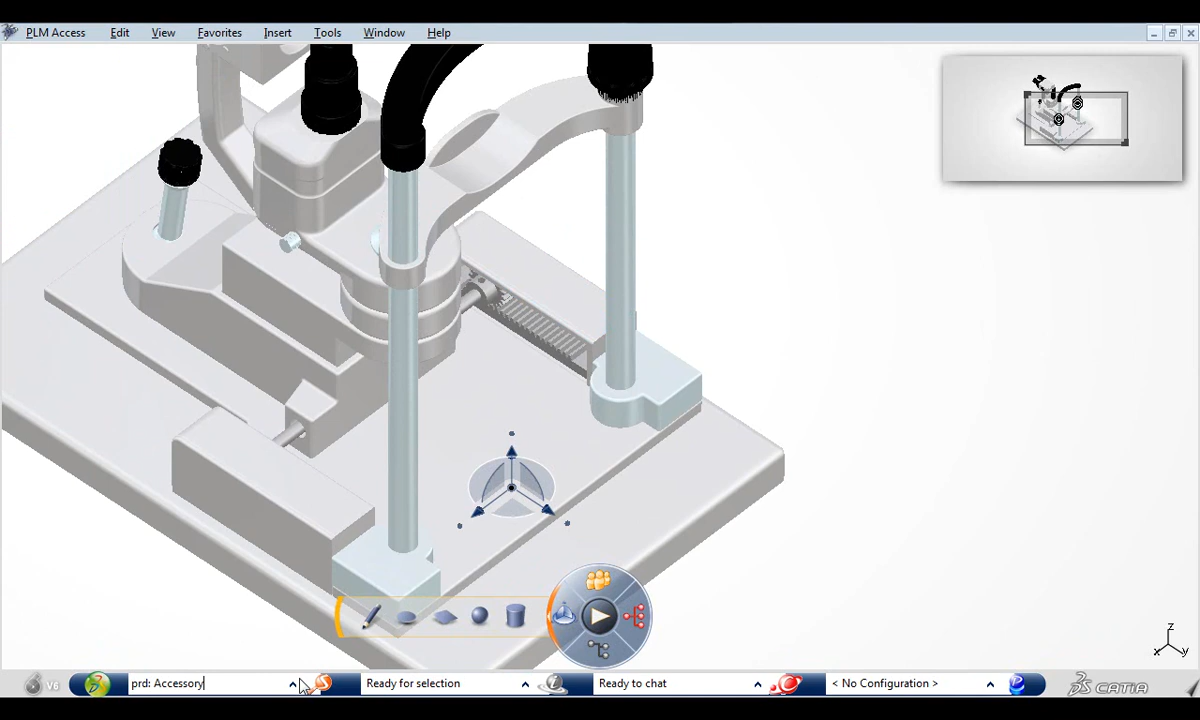 PLM Access Edit View Favorites Insert Tools Window Help
z
x y
V6 prd: Accessory Ready for selection Ready to chat < No Configuration > CATIA